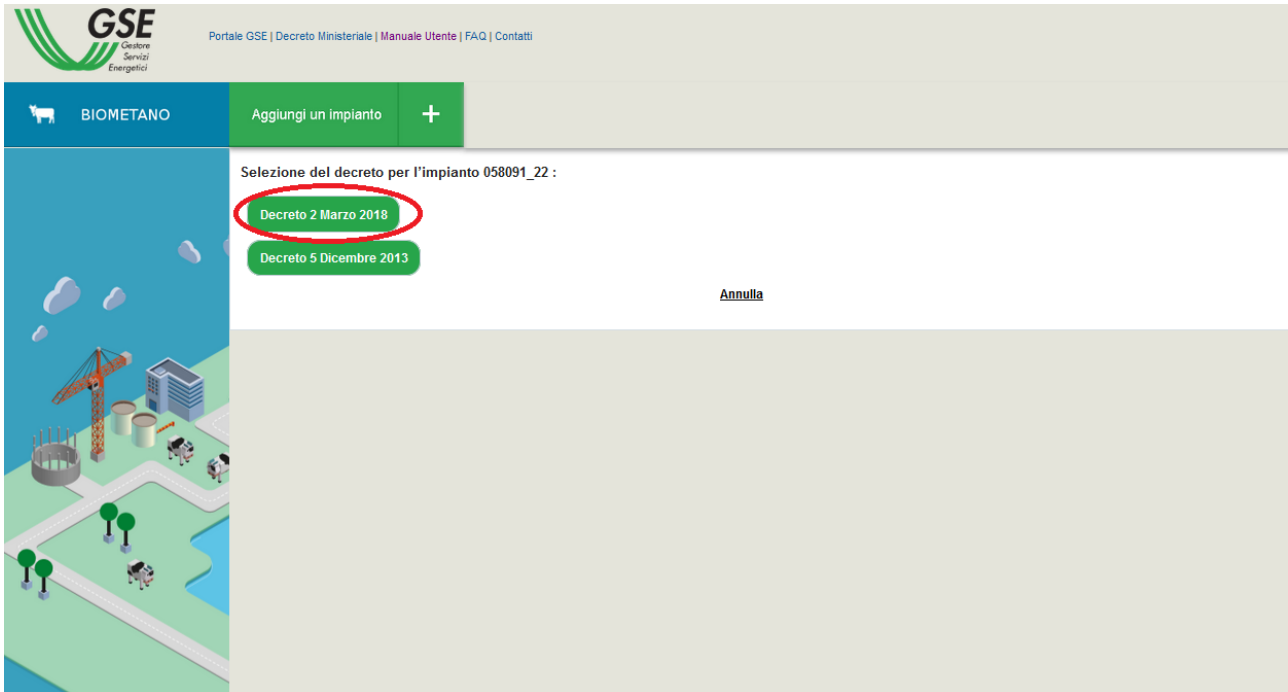 GSE
Gestore
Servizi
Energetici
Portale GSE | Decreto Ministeriale | Manuale Utente | FAQ | Contatti
BIOMETANO
Aggiungi un impianto +
Selezione del decreto per l'impianto 058091_22 :
Decreto 2 Marzo 2018
Decreto 5 Dicembre 2013
Annulla